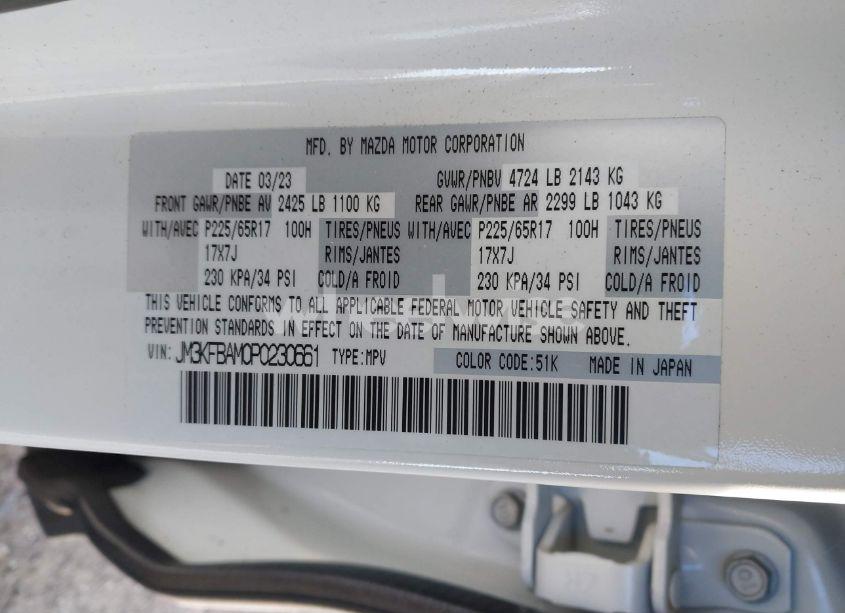 MFD. BY MAZDA MOTOR CORPORATION
DATE 03/23 GVWR/PNBV 4724 LB 2143 KG
FRONT GAWR/PNBE AV 2425 LB 1100 KG REAR GAWR/PNBE AR 2299 LB 1043 KG
WITH/AVEC P225/65R17 100H TIRES/PNEUS WITH/AVEC P225/65R17 100H TIRES/PNEUS
17X7J RIMS/JANTES 17X7J RIMS/JANTES
230 KPA/34 PSI COLD/A FROID 230 KPA/34 PSI COLD/A FROID
THIS VEHICLE CONFORMS TO ALL APPLICABLE FEDERAL MOTOR VEHICLE SAFETY AND THEFT
PREVENTION STANDARDS IN EFFECT ON THE DATE OF MANUFACTURE SHOWN ABOVE.
VIN: JM3KFBAM0P0230661 TYPE:MPV COLOR CODE:51K MADE IN JAPAN